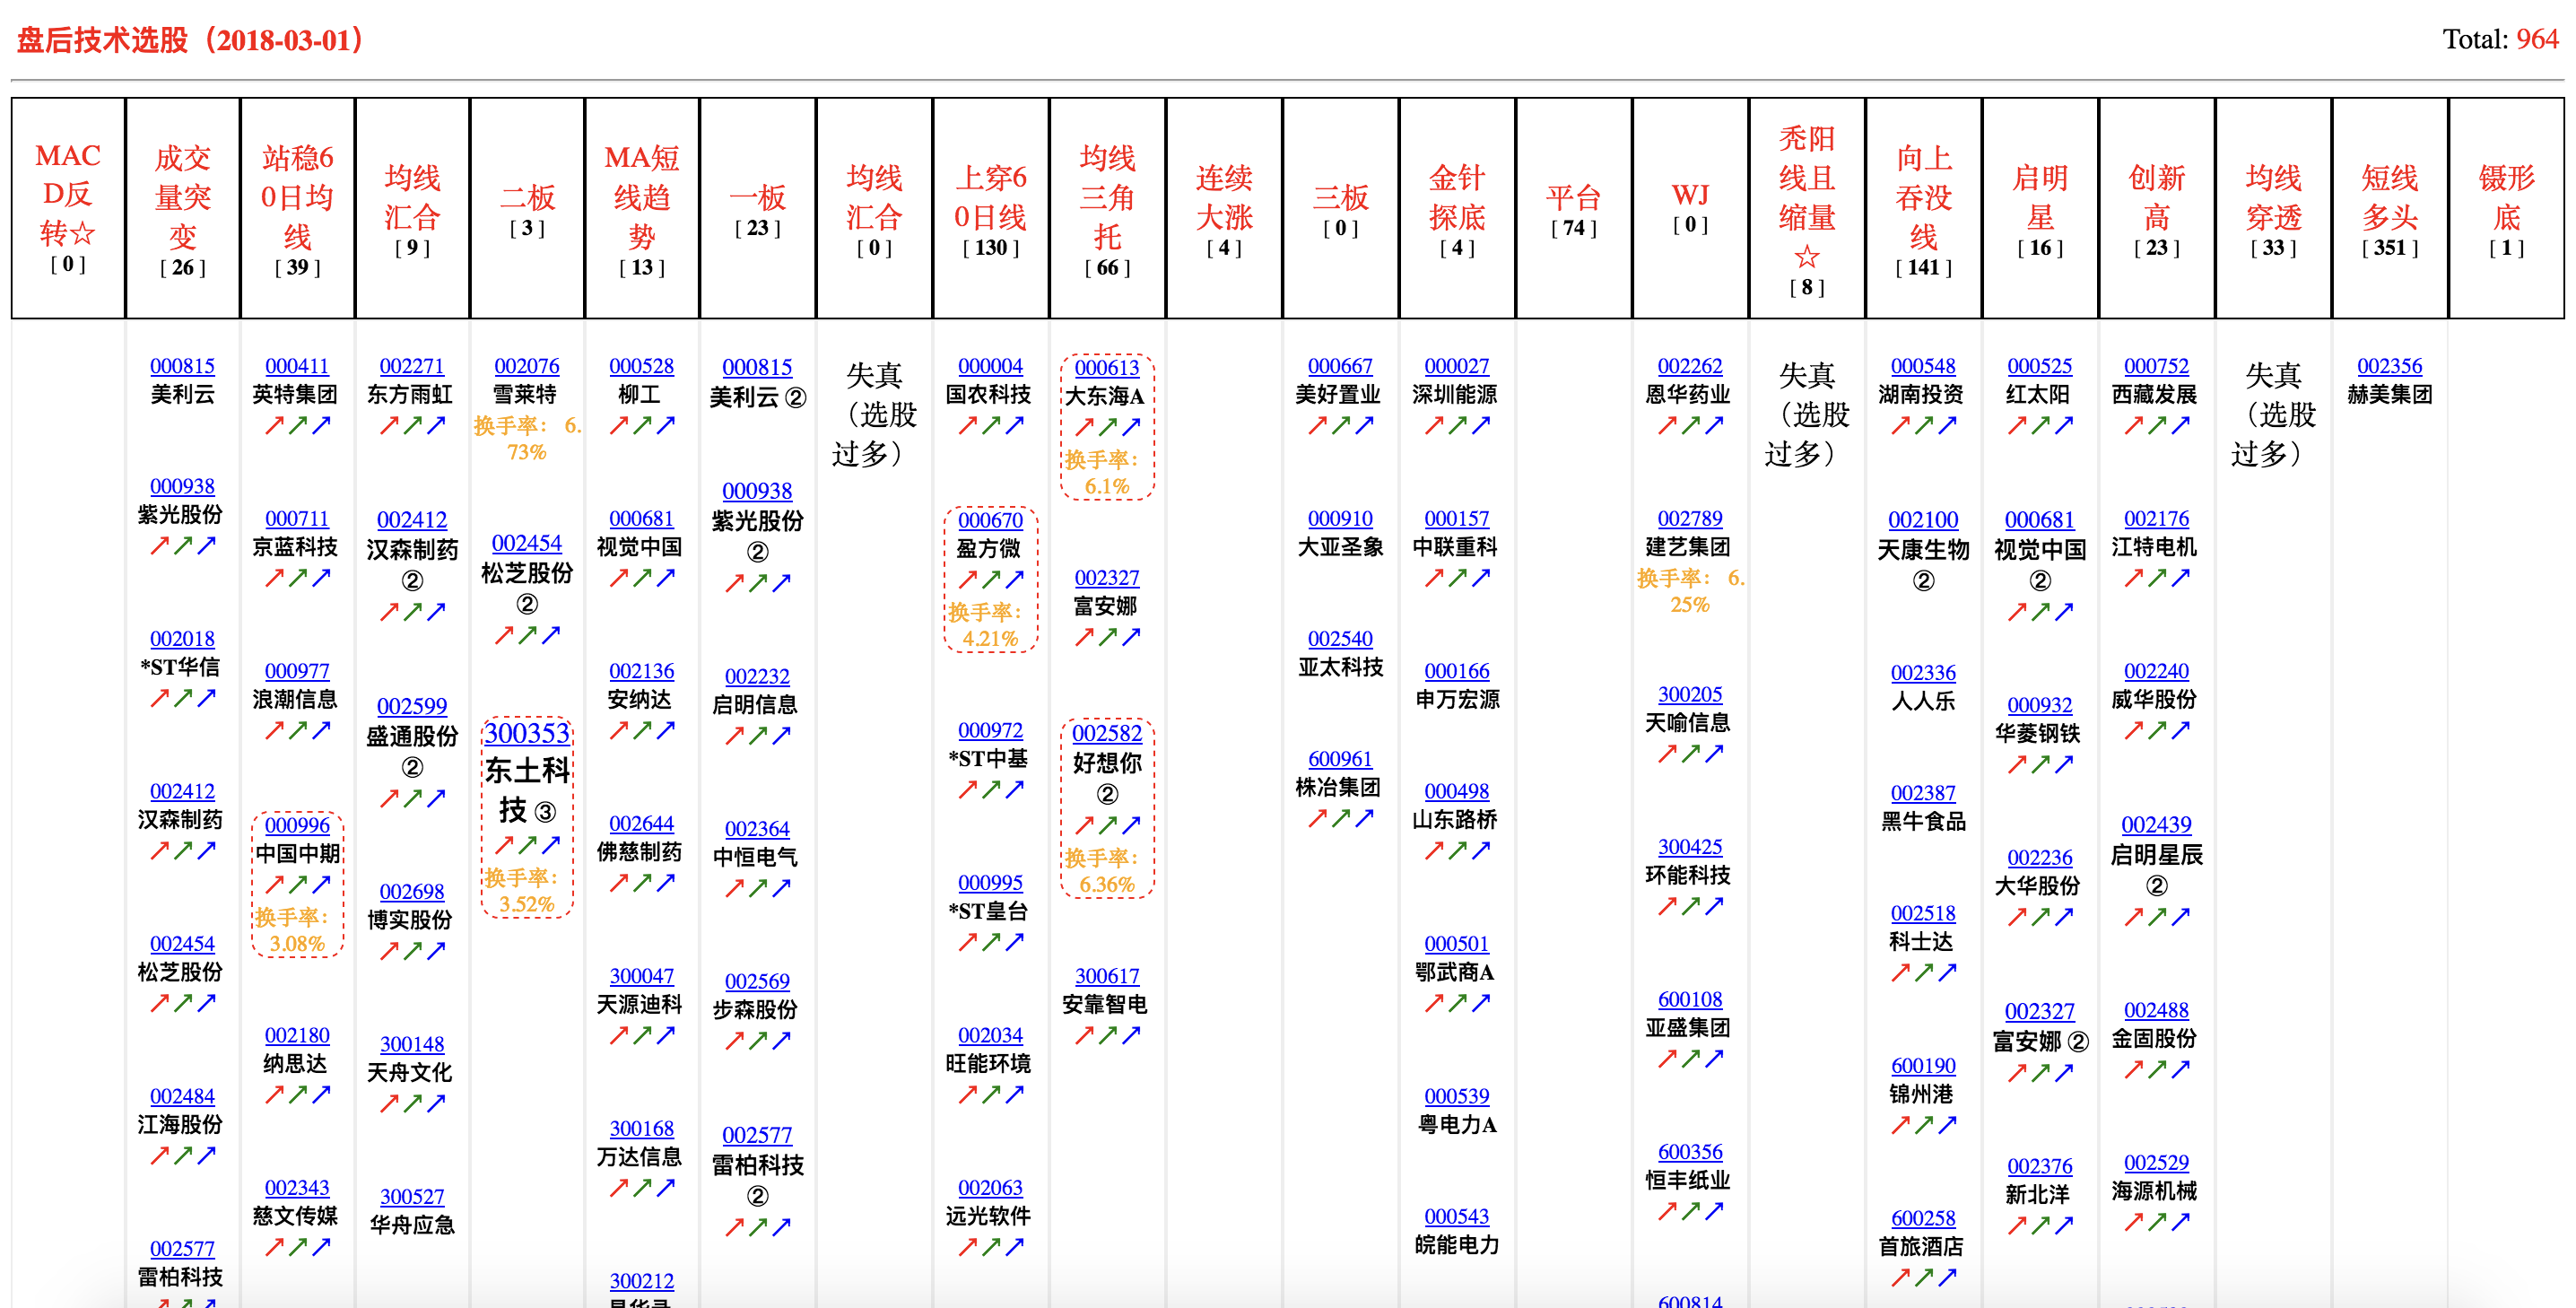 盘后技术选股（2018-03-01）
Total: 964
MAC
D反
转☆
[ 0 ]
成交
量突
变
[ 26 ]
站稳6
0日均
线
[ 39 ]
均线
汇合
[ 9 ]
二板
[ 3 ]
MA短
线趋
势
[ 13 ]
一板
[ 23 ]
均线
汇合
[ 0 ]
上穿6
0日线
[ 130 ]
均线
三角
托
[ 66 ]
连续
大涨
[ 4 ]
三板
[ 0 ]
金针
探底
[ 4 ]
平台
[ 74 ]
WJ
[ 0 ]
秃阳
线且
缩量
☆
[ 8 ]
向上
吞没
线
[ 141 ]
启明
星
[ 16 ]
创新
高
[ 23 ]
均线
穿透
[ 33 ]
短线
多头
[ 351 ]
镊形
底
[ 1 ]
000815
美利云
000938
紫光股份
002018
*ST华信
002412
汉森制药
002454
松芝股份
002484
江海股份
002577
雷柏科技
000411
英特集团
000711
京蓝科技
000977
浪潮信息
000996
中国中期
换手率：
3.08%
002180
纳思达
002343
慈文传媒
002271
东方雨虹
002412
汉森制药
②
002599
盛通股份
②
002698
博实股份
300148
天舟文化
300527
华舟应急
002076
雪莱特
换手率： 6.
73%
002454
松芝股份
②
300353
东土科
技 ③
换手率：
3.52%
000528
柳工
000681
视觉中国
002136
安纳达
002644
佛慈制药
300047
天源迪科
300168
万达信息
300212
000815
美利云 ②
000938
紫光股份
②
002232
启明信息
002364
中恒电气
002569
步森股份
002577
雷柏科技
②
失真
（选股
过多）
000004
国农科技
000670
盈方微
换手率：
4.21%
000972
*ST中基
000995
*ST皇台
002034
旺能环境
002063
远光软件
000613
大东海A
换手率：
6.1%
002327
富安娜
002582
好想你
②
换手率：
6.36%
300617
安靠智电
000667
美好置业
000910
大亚圣象
002540
亚太科技
600961
株冶集团
000027
深圳能源
000157
中联重科
000166
申万宏源
000498
山东路桥
000501
鄂武商A
000539
粤电力A
000543
皖能电力
002262
恩华药业
002789
建艺集团
换手率： 6.
25%
300205
天喻信息
300425
环能科技
600108
亚盛集团
600356
恒丰纸业
600814
失真
（选股
过多）
000548
湖南投资
002100
天康生物
②
002336
人人乐
002387
黑牛食品
002518
科士达
600190
锦州港
600258
首旅酒店
000525
红太阳
000681
视觉中国
②
000932
华菱钢铁
002236
大华股份
002327
富安娜 ②
002376
新北洋
000752
西藏发展
002176
江特电机
002240
威华股份
002439
启明星辰
②
002488
金固股份
002529
海源机械
失真
（选股
过多）
002356
赫美集团